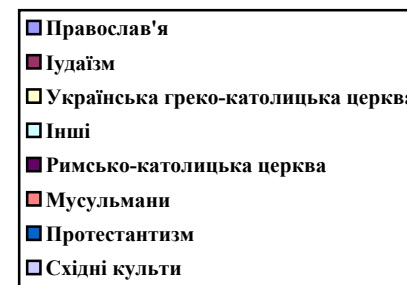 Православ'я
Іудаїзм
Українська греко-католицька церква
Інші
Римсько-католицька церква
Мусульмани
Протестантизм
Східні культи